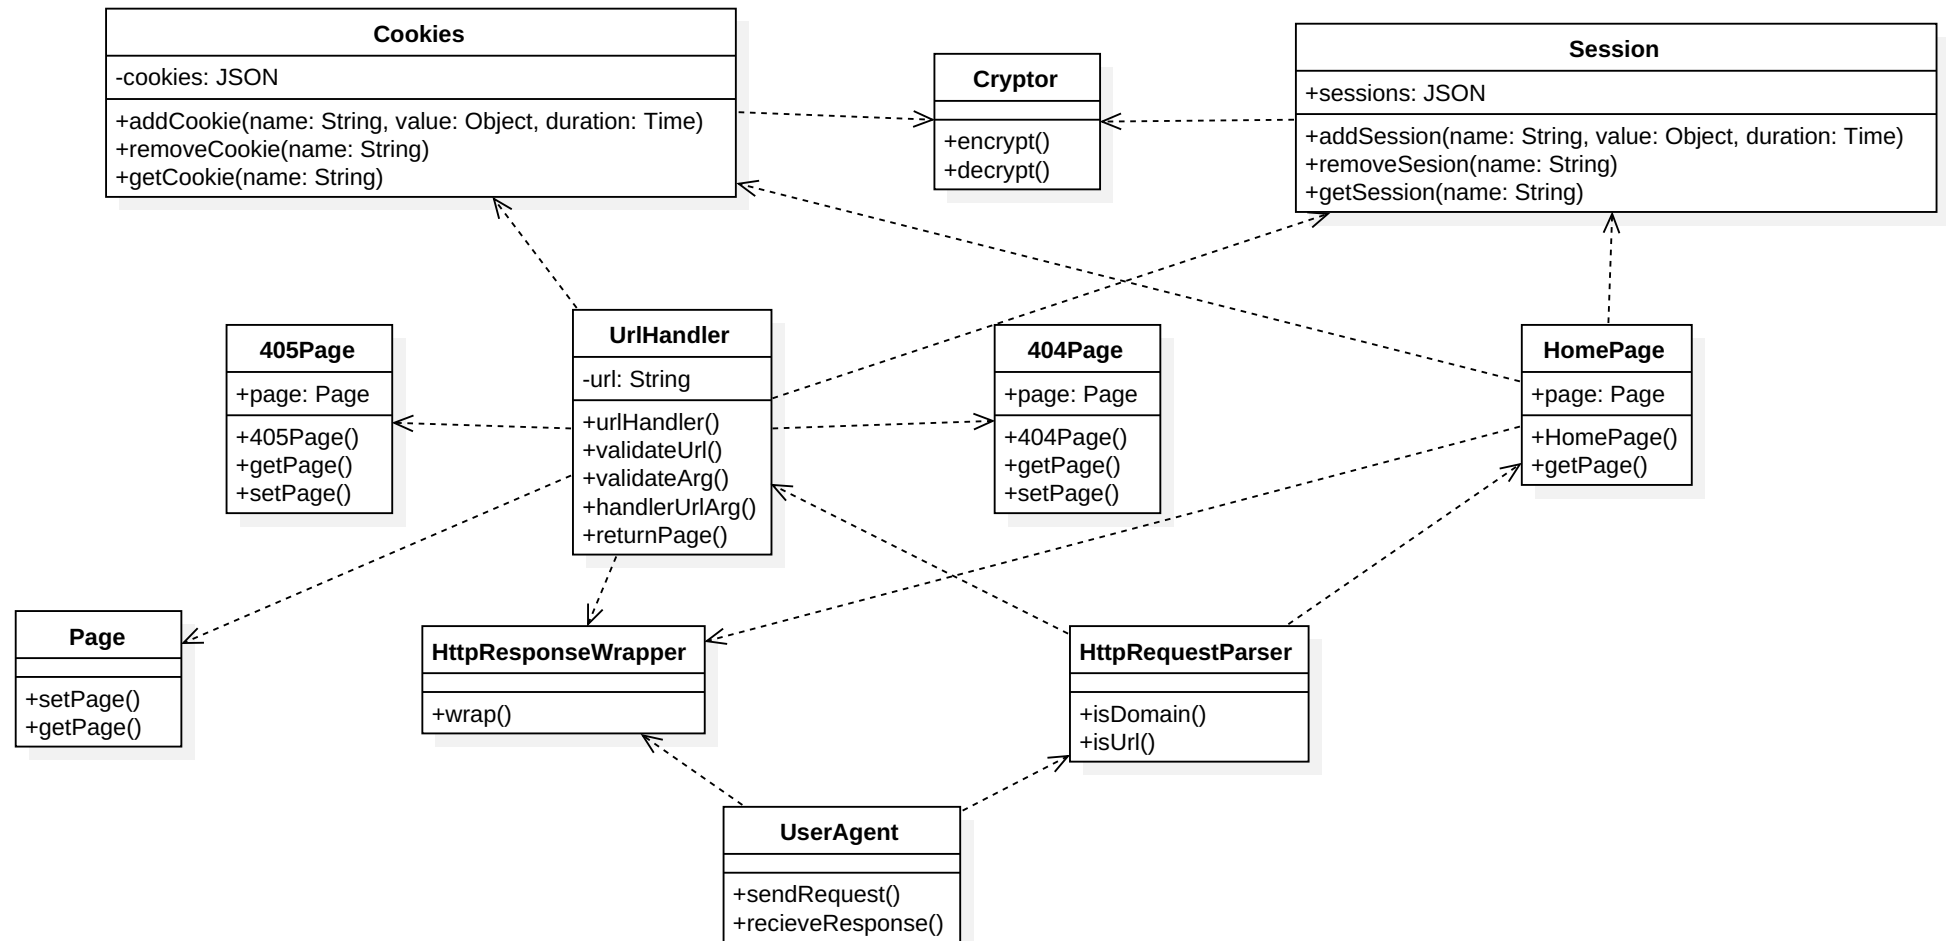 Cookies
-cookies: JSON
+addCookie(name: String, value: Object, duration: Time)
+removeCookie(name: String)
+getCookie(name: String)
Cryptor
+encrypt()
+decrypt()
Session
+sessions: JSON
+addSession(name: String, value: Object, duration: Time)
+removeSesion(name: String)
+getSession(name: String)
405Page
+page: Page
+405Page()
+getPage()
+setPage()
UrlHandler
-url: String
+urlHandler()
+validateUrl()
+validateArg()
+handlerUrlArg()
+returnPage()
404Page
+page: Page
+404Page()
+getPage()
+setPage()
HomePage
+page: Page
+HomePage()
+getPage()
Page
+setPage()
+getPage()
HttpResponseWrapper
+wrap()
HttpRequestParser
+isDomain()
+isUrl()
UserAgent
+sendRequest()
+recieveResponse()